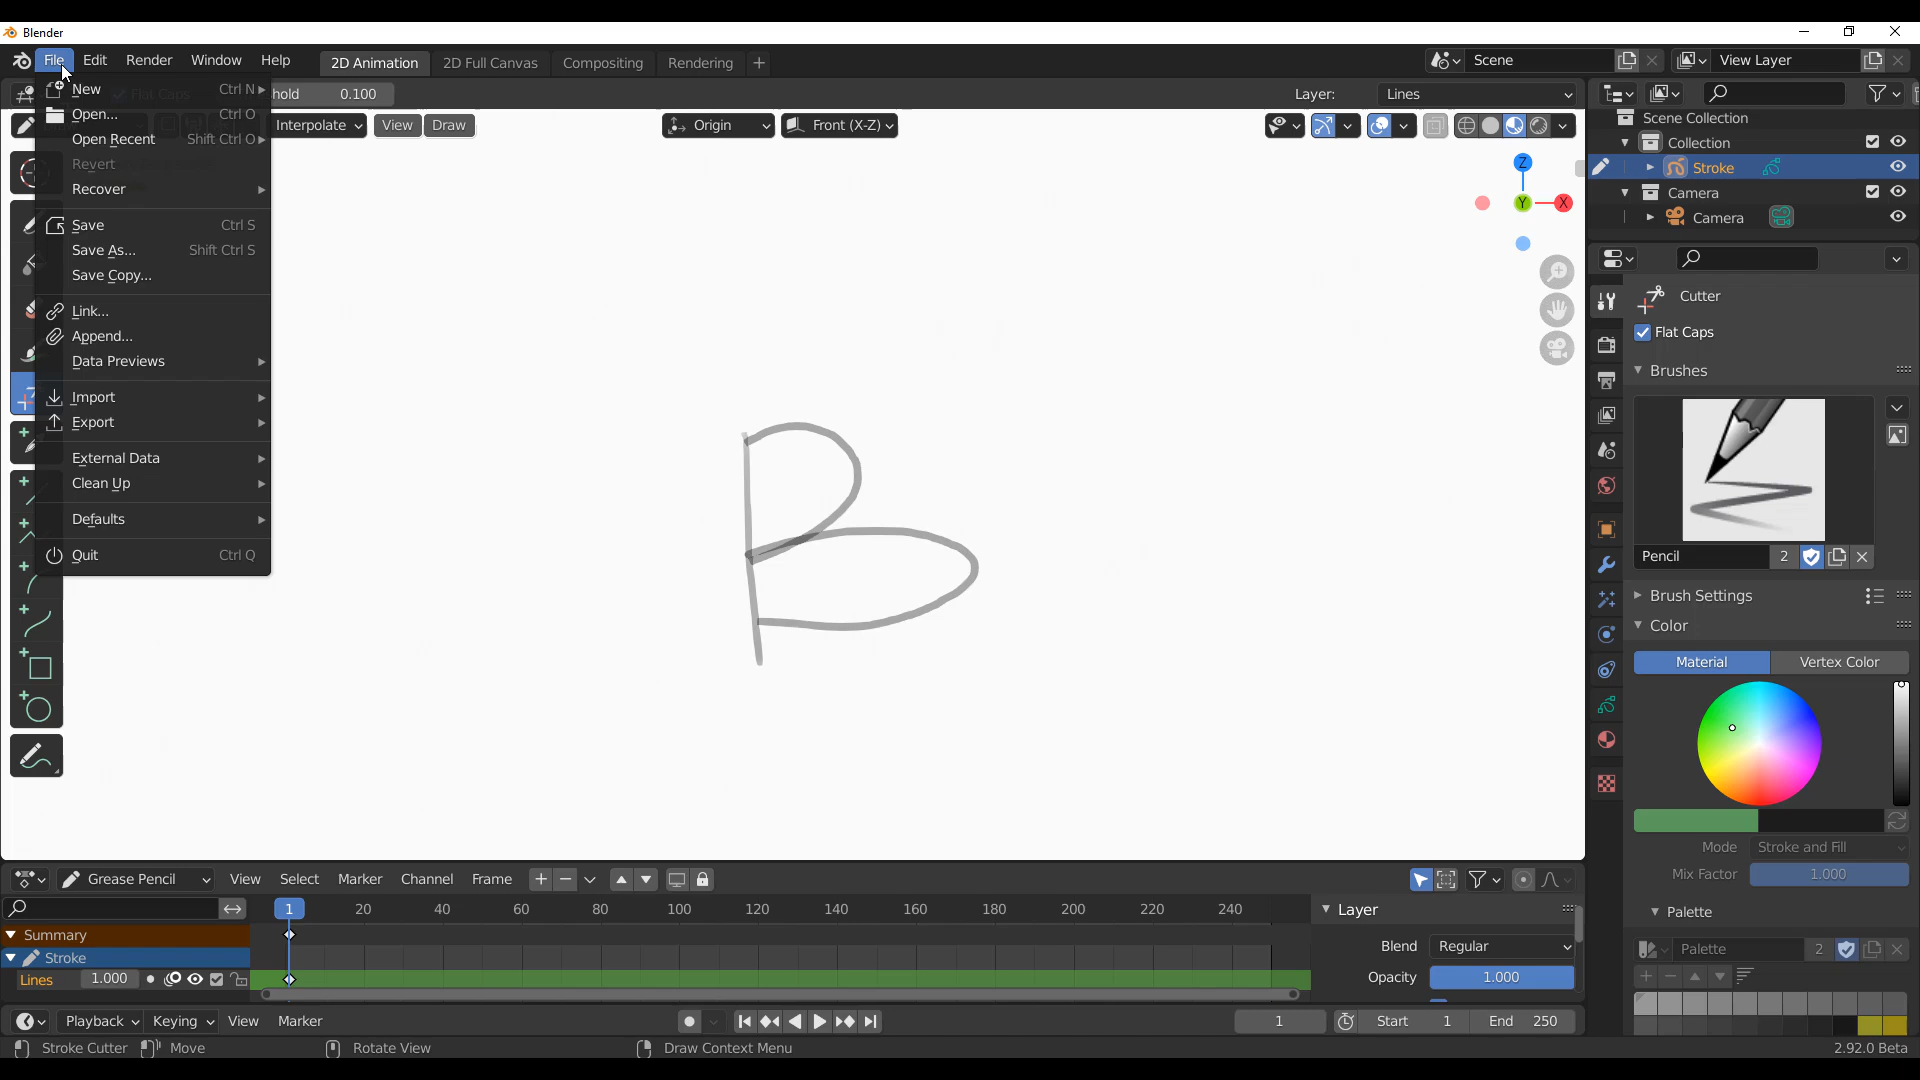 Blender
File Edit Render Window Help 2D Animation 2D Full Canvas Compositing Rendering + Scene View Layer
Flat Caps hold 0.100 Layer: Lines
Interpolate View Draw Origin Front (X-Z)
New Ctrl N
Open... Ctrl O
Open Recent Shift Ctrl O
Revert
Recover
Save Ctrl S
Save As... Shift Ctrl S
Save Copy...
Link...
Append...
Data Previews
Import
Export
External Data
Clean Up
Defaults
Quit Ctrl Q
Z
Y
X
B
Scene Collection
Collection
Stroke
Camera
Camera
Cutter
Flat Caps
Brushes
Pencil 2
Brush Settings
Color
Material Vertex Color
Mode Stroke and Fill
Mix Factor 1.000
Palette
Palette 2
Grease Pencil View Select Marker Channel Frame
1 20 40 60 80 100 120 140 160 180 200 220 240
Summary
Stroke
Lines 1.000
Layer
Blend Regular
Opacity 1.000
Playback Keying View Marker 1 Start 1 End 250
Stroke Cutter Move Rotate View Draw Context Menu 2.92.0 Beta